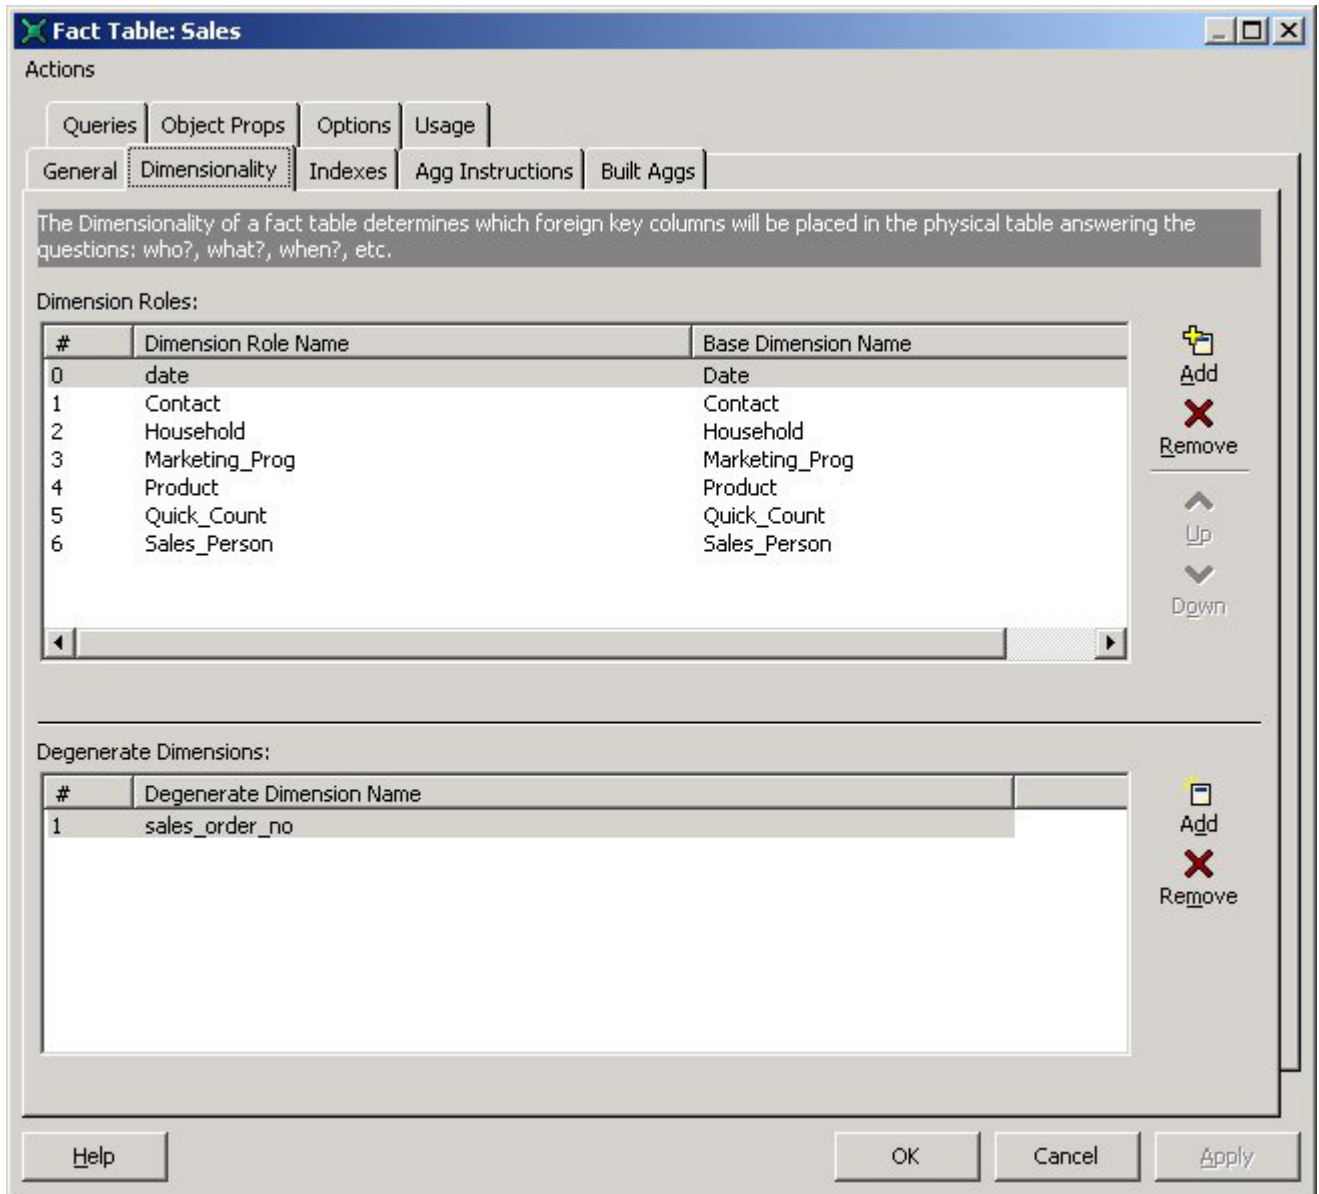 Fact Table: Sales
Actions
Queries Object Props Options Usage
General Dimensionality Indexes Agg Instructions Built Aggs
The Dimensionality of a fact table determines which foreign key columns will be placed in the physical table answering the
questions: who?, what?, when?, etc.
Dimension Roles:
# Dimension Role Name Base Dimension Name
0 date Date
1 Contact Contact
2 Household Household
3 Marketing_Prog Marketing_Prog
4 Product Product
5 Quick_Count Quick_Count
6 Sales_Person Sales_Person
Add
Remove
Up
Down
Degenerate Dimensions:
# Degenerate Dimension Name
1 sales_order_no
Add
Remove
Help OK Cancel Apply